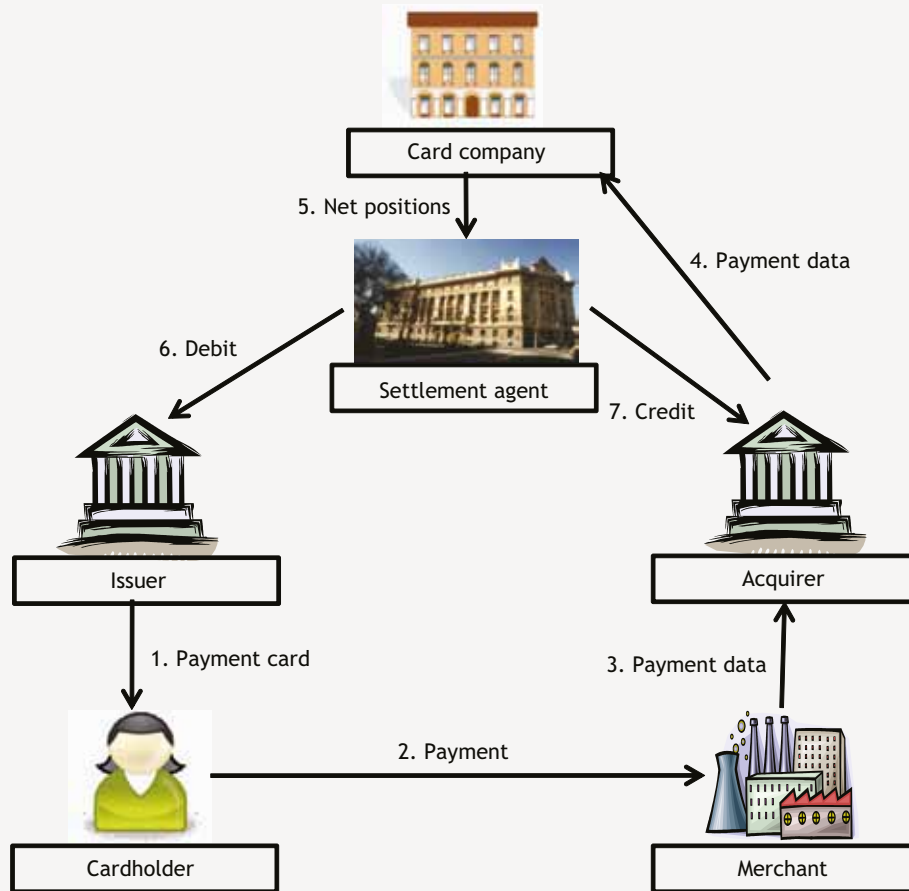 Card company
5. Net positions
4. Payment data
6. Debit
Settlement agent
7. Credit
Issuer
Acquirer
1. Payment card
3. Payment data
2. Payment
Cardholder
Merchant